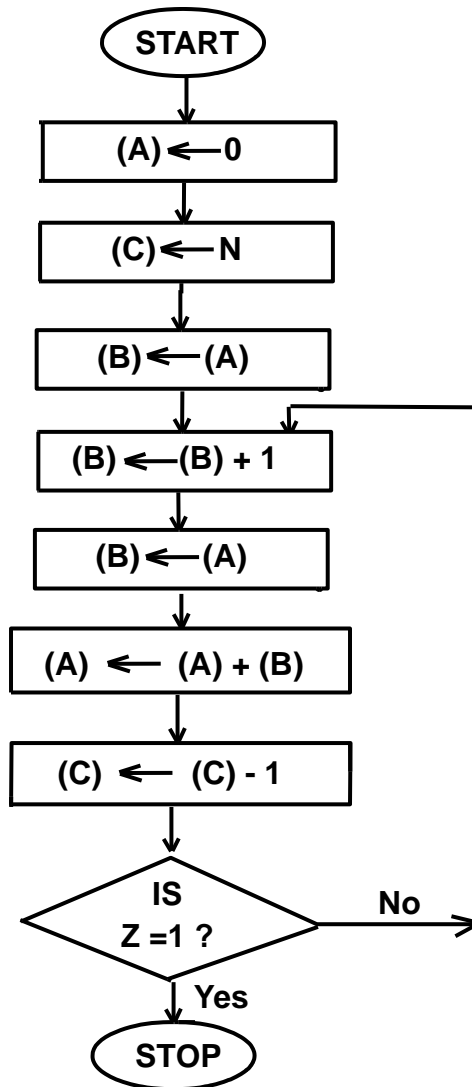 START
(A) ← 0
(C) ← N
(B) ← (A)
(B) ← (B) + 1
(B) ← (A)
(A) ← (A) + (B)
(C) ← (C) - 1
IS
Z =1 ?
No
Yes
STOP